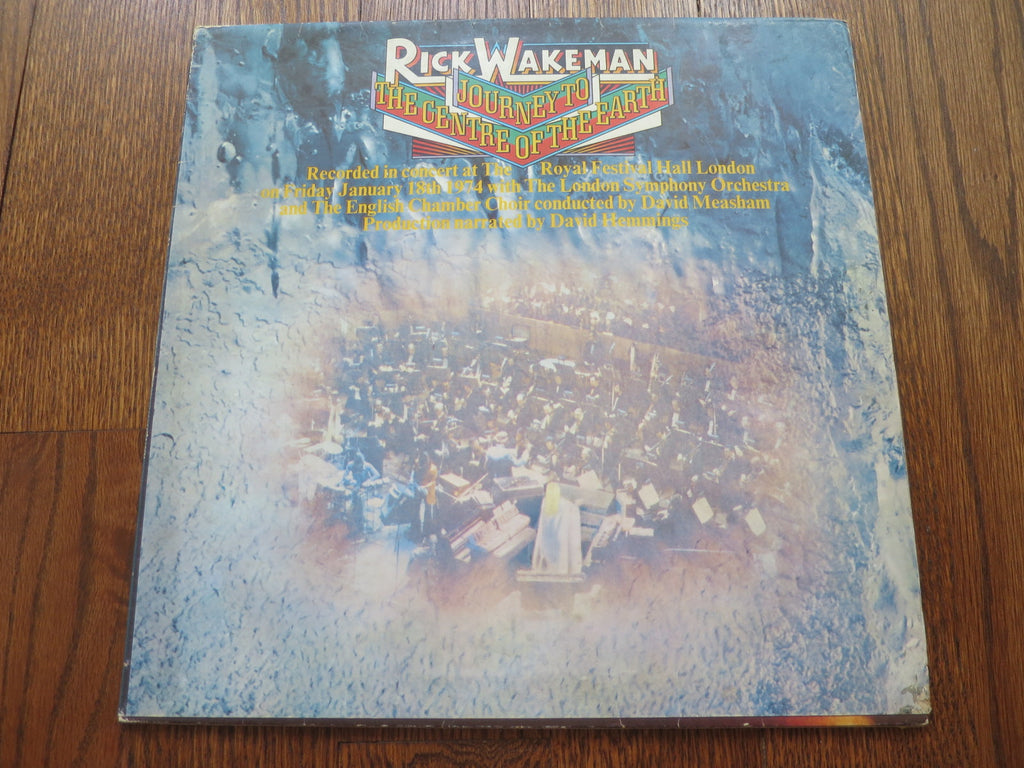 RICK WAKEMAN
JOURNEY TO
THE CENTRE OF THE EARTH
Recorded in concert at The Royal Festival Hall London
on Friday January 18th 1974 with The London Symphony Orchestra
and The English Chamber Choir conducted by David Measham
Production narrated by David Hemmings